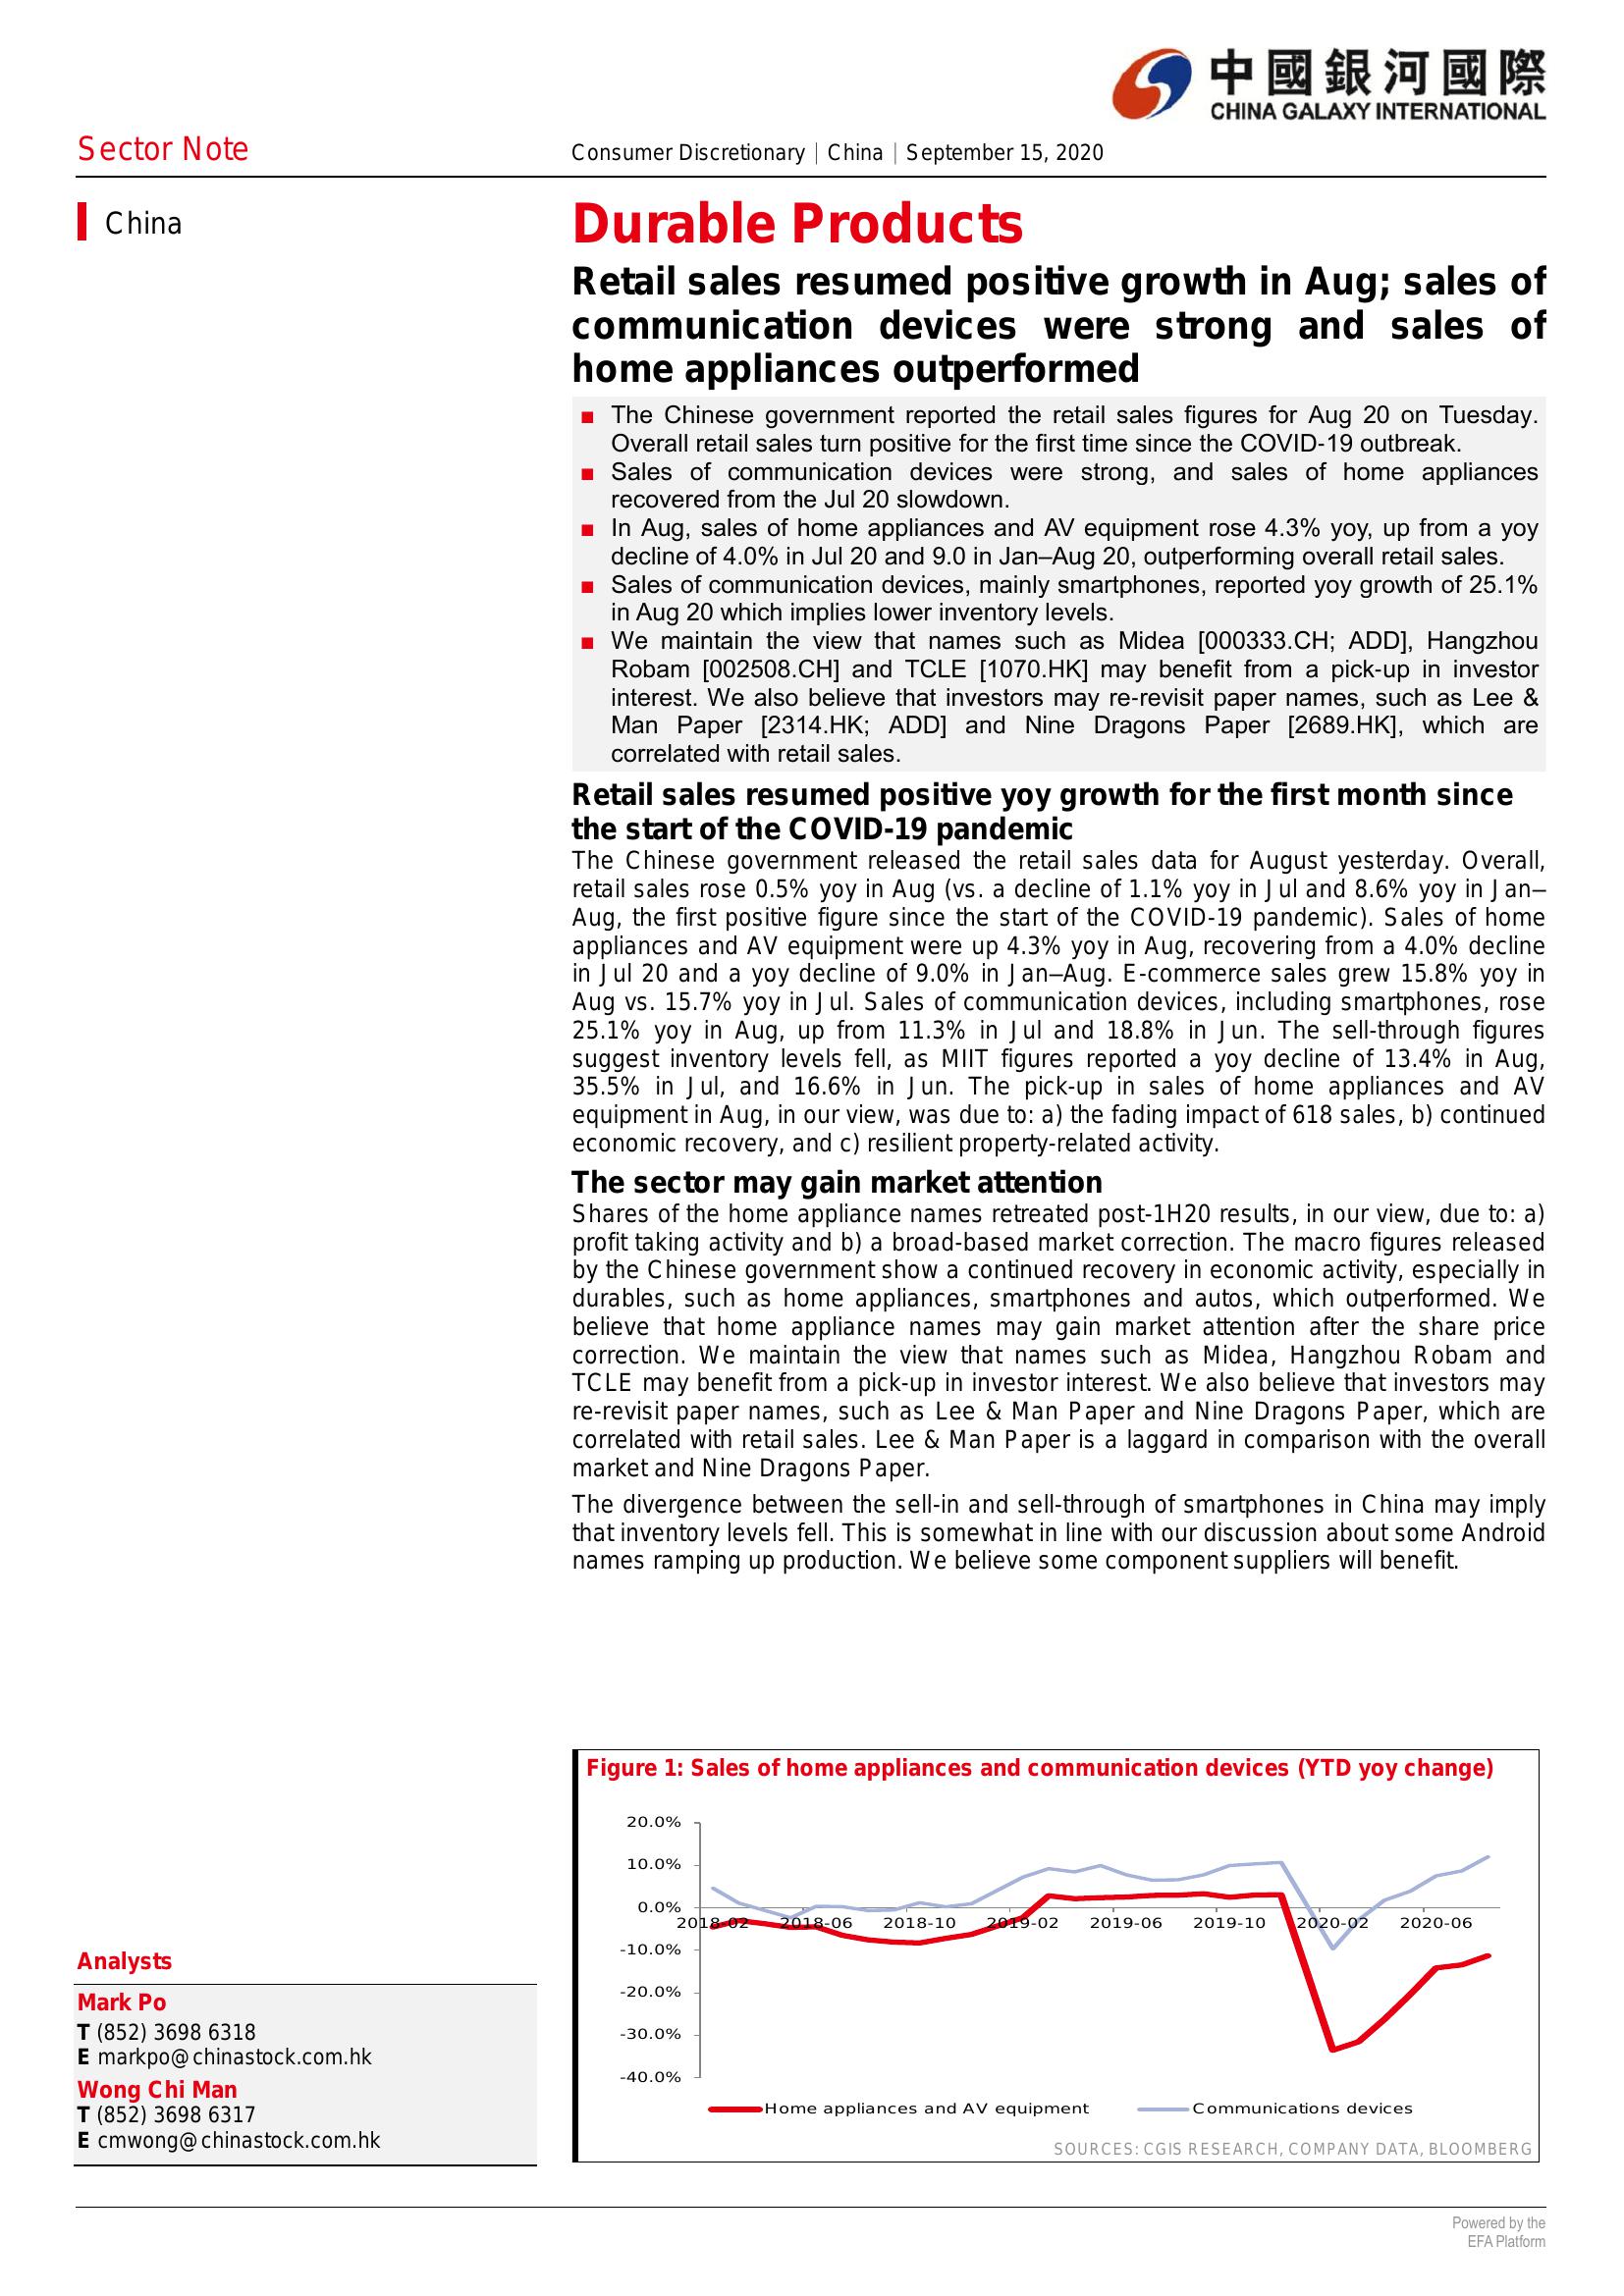 中國銀河國際
CHINA GALAXY INTERNATIONAL
Sector Note
Consumer Discretionary | China | September 15, 2020
China
Durable Products
Retail sales resumed positive growth in Aug; sales of
communication devices were strong and sales of
home appliances outperformed
■ The Chinese government reported the retail sales figures for Aug 20 on Tuesday.
Overall retail sales turn positive for the first time since the COVID-19 outbreak.
■ Sales of communication devices were strong, and sales of home appliances
recovered from the Jul 20 slowdown.
■ In Aug, sales of home appliances and AV equipment rose 4.3% yoy, up from a yoy
decline of 4.0% in Jul 20 and 9.0 in Jan–Aug 20, outperforming overall retail sales.
■ Sales of communication devices, mainly smartphones, reported yoy growth of 25.1%
in Aug 20 which implies lower inventory levels.
■ We maintain the view that names such as Midea [000333.CH; ADD], Hangzhou
Robam [002508.CH] and TCLE [1070.HK] may benefit from a pick-up in investor
interest. We also believe that investors may re-revisit paper names, such as Lee &
Man Paper [2314.HK; ADD] and Nine Dragons Paper [2689.HK], which are
correlated with retail sales.
Retail sales resumed positive yoy growth for the first month since
the start of the COVID-19 pandemic
The Chinese government released the retail sales data for August yesterday. Overall,
retail sales rose 0.5% yoy in Aug (vs. a decline of 1.1% yoy in Jul and 8.6% yoy in Jan–
Aug, the first positive figure since the start of the COVID-19 pandemic). Sales of home
appliances and AV equipment were up 4.3% yoy in Aug, recovering from a 4.0% decline
in Jul 20 and a yoy decline of 9.0% in Jan–Aug. E-commerce sales grew 15.8% yoy in
Aug vs. 15.7% yoy in Jul. Sales of communication devices, including smartphones, rose
25.1% yoy in Aug, up from 11.3% in Jul and 18.8% in Jun. The sell-through figures
suggest inventory levels fell, as MIIT figures reported a yoy decline of 13.4% in Aug,
35.5% in Jul, and 16.6% in Jun. The pick-up in sales of home appliances and AV
equipment in Aug, in our view, was due to: a) the fading impact of 618 sales, b) continued
economic recovery, and c) resilient property-related activity.
The sector may gain market attention
Shares of the home appliance names retreated post-1H20 results, in our view, due to: a)
profit taking activity and b) a broad-based market correction. The macro figures released
by the Chinese government show a continued recovery in economic activity, especially in
durables, such as home appliances, smartphones and autos, which outperformed. We
believe that home appliance names may gain market attention after the share price
correction. We maintain the view that names such as Midea, Hangzhou Robam and
TCLE may benefit from a pick-up in investor interest. We also believe that investors may
re-revisit paper names, such as Lee & Man Paper and Nine Dragons Paper, which are
correlated with retail sales. Lee & Man Paper is a laggard in comparison with the overall
market and Nine Dragons Paper.
The divergence between the sell-in and sell-through of smartphones in China may imply
that inventory levels fell. This is somewhat in line with our discussion about some Android
names ramping up production. We believe some component suppliers will benefit.
Figure 1: Sales of home appliances and communication devices (YTD yoy change)
20.0%
10.0%
0.0%
2018-02 2018-06 2018-10 2019-02 2019-06 2019-10 2020-02 2020-06
-10.0%
-20.0%
-30.0%
-40.0%
Home appliances and AV equipment Communications devices
SOURCES: CGIS RESEARCH, COMPANY DATA, BLOOMBERG
Analysts
Mark Po
T (852) 3698 6318
E markpo@chinastock.com.hk
Wong Chi Man
T (852) 3698 6317
E cmwong@chinastock.com.hk
Powered by the
EFA Platform